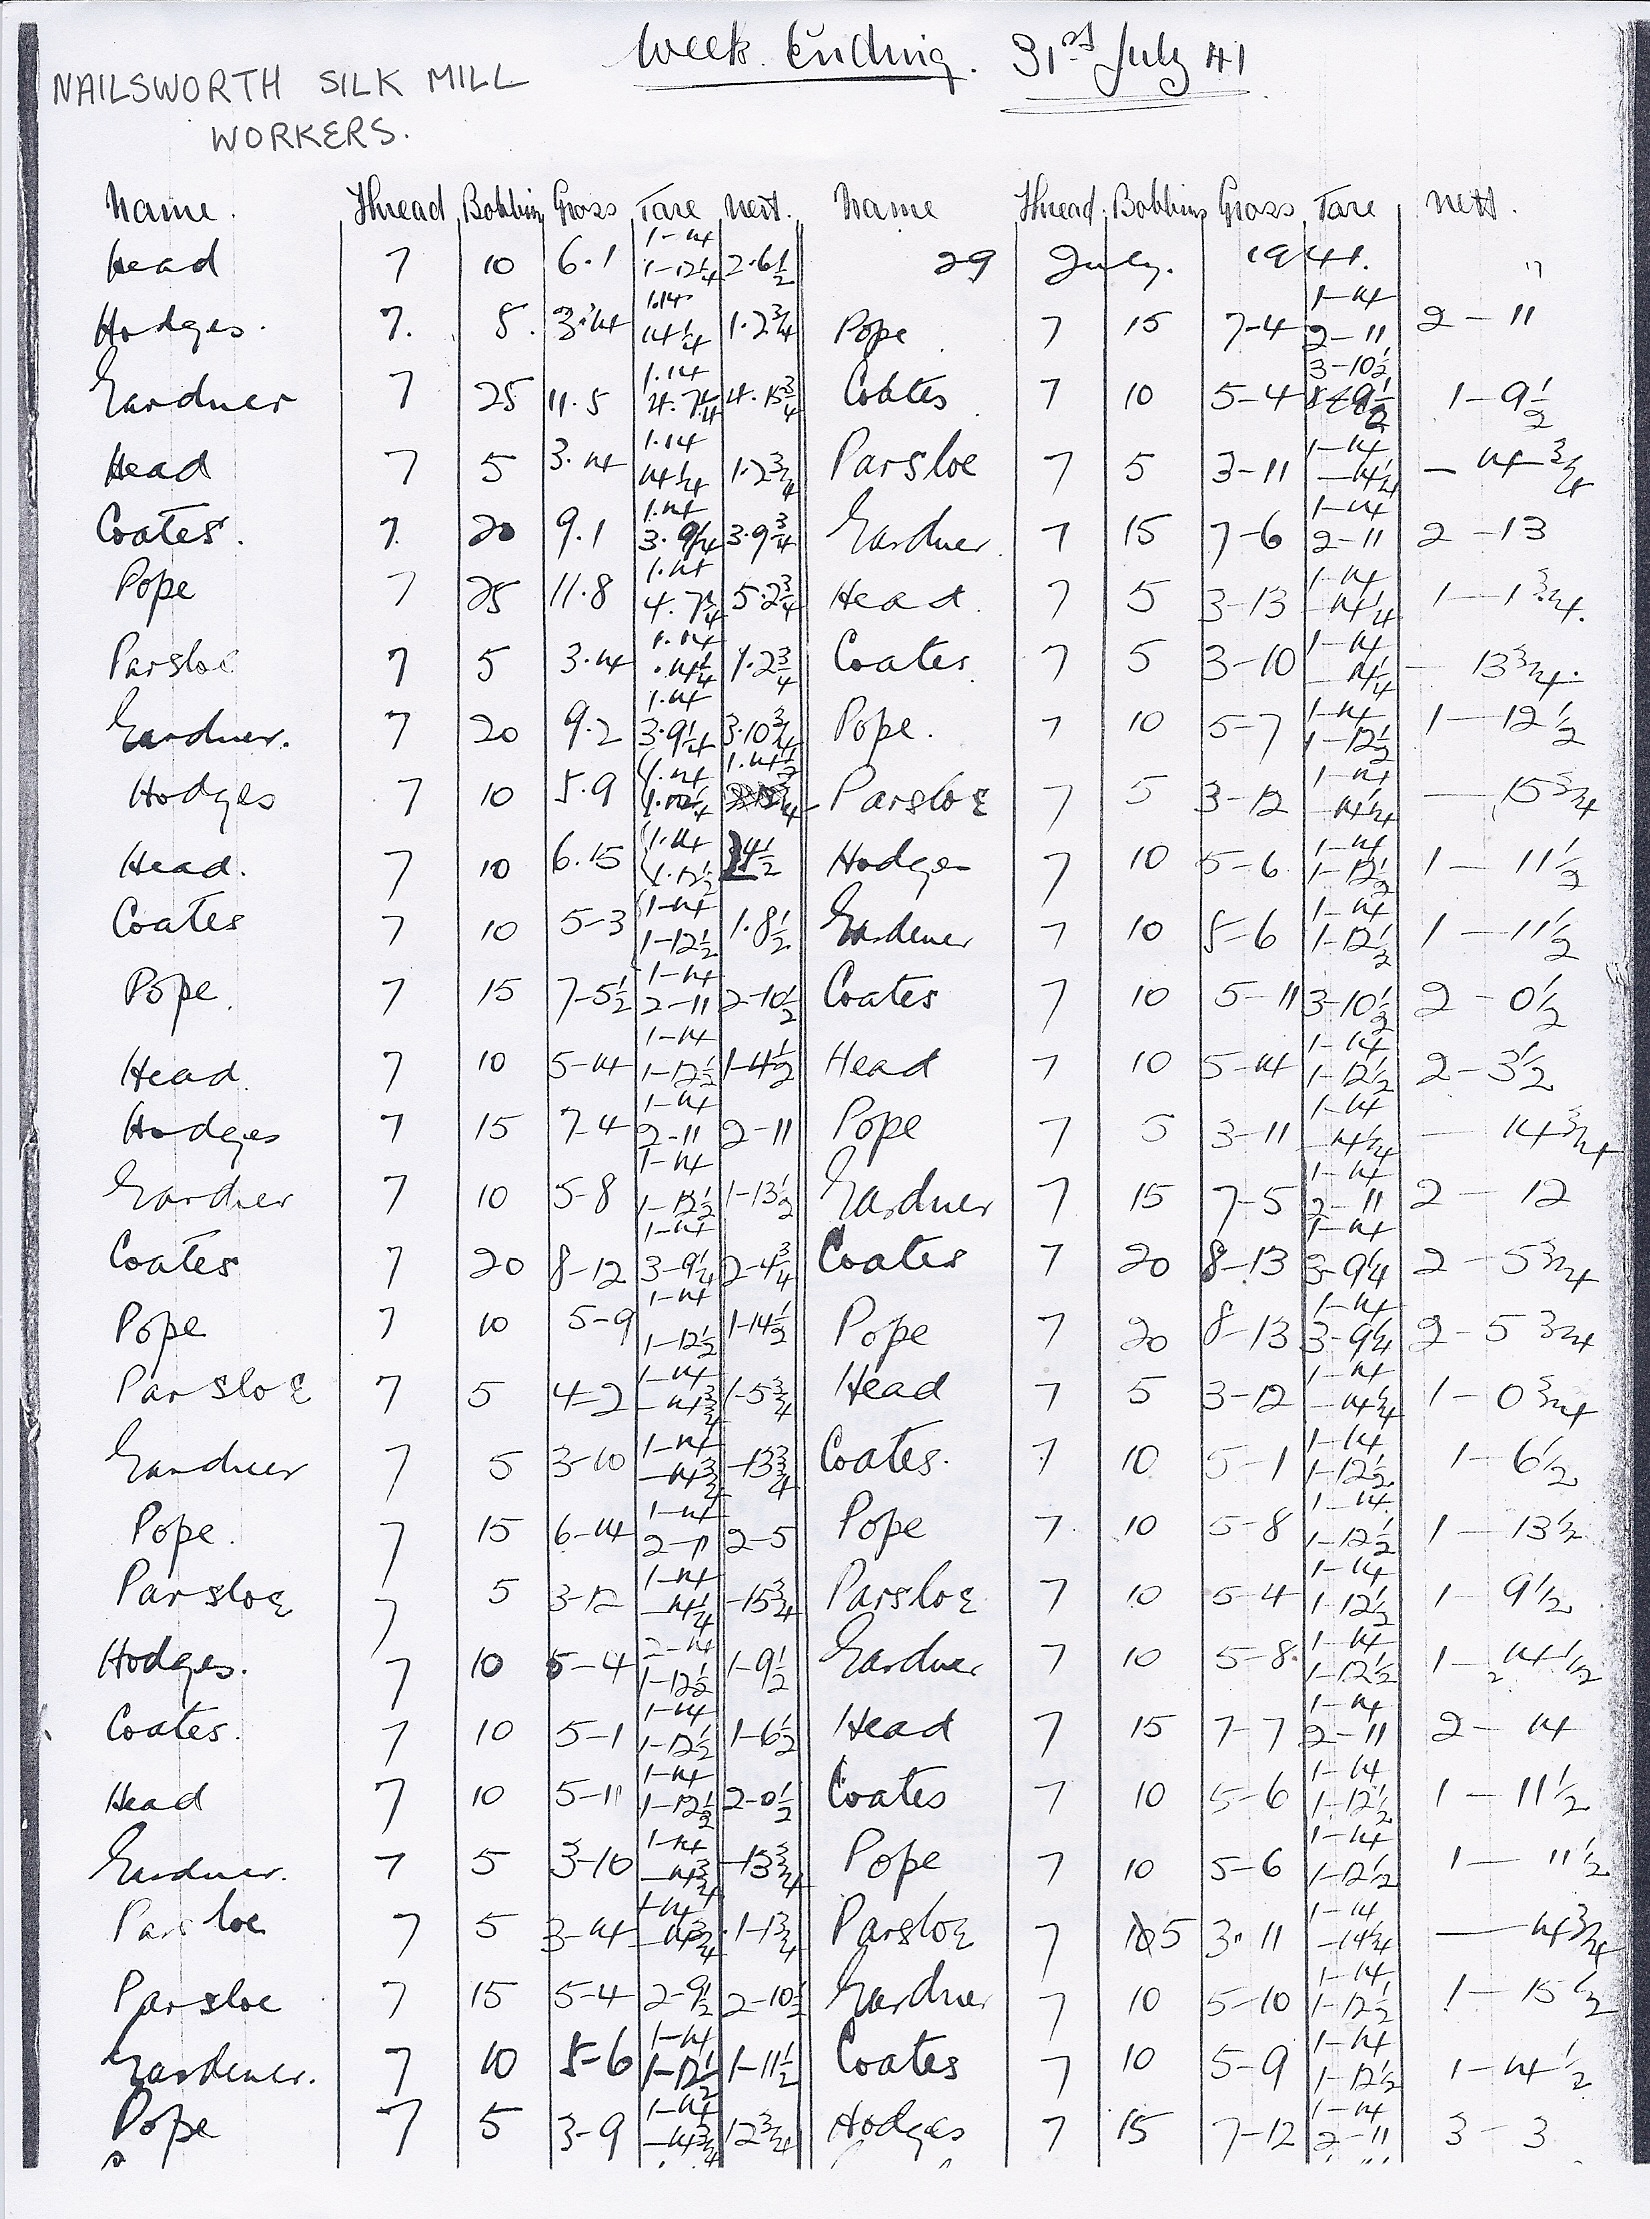 Week Ending. 31st July 41
NAILSWORTH SILK MILL
WORKERS.
Name. Thread Bobbins Gross Tare nett. Name Thread Bobbins Gross Tare nett.
Head 7 10 6.1 1-14 1-12¼ 2.6½ 29 July. 1941.
Hodges. 7. 5. 3.14 1.14 14¼ 1.2¾ Pope 7 15 7-4 1-14 2-11 2-11
Gardner 7 25 11.5 1.14 4.7¼ 4.15¾ Coates 7 10 5-4 3-10½ 1-9½
Head 7 5 3.14 1.14 14¼ 1.2¾ Parsloe 7 5 3-11 1-14 -14¼ - 14¾
Coates. 7. 20 9.1 1.14 3.9¼ 3.9¾ Gardner. 7 15 7-6 1-14 2-11 2-13
Pope 7 25 11.8 1.14 4.7¾ 5.2¾ Head. 7 5 3-13 1-14 -14¼ 1-1¾.
Parsloe 7 5 3.14 1.14 .14¼ 1.2¾ Coates. 7 5 3-10 1-14 -14¼ - 13¾.
Gardner. 7 20 9.2 1.14 3.9¼ 3.10¾ Pope. 7 10 5-7 1-14 1-12½ 1-12½
Hodges 7 10 5.9 1.14 1.12½ 1.14½ Parsloe 7 5 3-12 1-14 -14¼ - 15¾
Head. 7 10 6.15 1.14 1.12½ 3 4½ Hodges 7 10 5-6 1-14 1-12½ 1-11½
Coates 7 10 5-3 1-14 1-12½ 1.8½ Gardener 7 10 5-6 1-14 1-12½ 1-11½
Pope. 7 15 7-5½ 1-14 2-11 2-10½ Coates 7 10 5-11 3-10½ 2-0½
Head. 7 10 5-14 1-14 1-12½ 1-4½ Head 7 10 5-14 1-14 1-12½ 2-3½
Hodges 7 15 7-4 1-14 2-11 2-11 Pope 7 5 3-11 1-14 -14¼ - 14¾
Gardner 7 10 5-8 1-14 1-12½ 1-13½ Gardner 7 15 7-5 1-14 2-11 2-12
Coates 7 20 8-12 1-14 3-9¼ 2-4¾ Coates 7 20 8-13 1-14 3-9¼ 2-5¾
Pope 7 10 5-9 1-14 1-12½ 1-14½ Pope 7 20 8-13 1-14 3-9¼ 2-5¾
Parsloe 7 5 4-2 1-14 -14¾ 1-5¾ Head 7 5 3-12 1-14 -14¼ 1-0¾
Gardner 7 5 3-10 1-14 -14¾ -13¾ Coates. 7 10 5-1 1-14 1-12½ 1-6½
Pope. 7 15 6-14 1-14 2-11 2-5 Pope 7. 10 5-8 1-14 1-12½ 1-13½
Parsloe 7 5 3-12 1-14 -14¼ -15¾ Parsloe 7 10 5-4 1-14 1-12½ 1-9½
Hodges. 7 10 5-4 2-14 1-12½ 1-9½ Gardner 7 10 5-8. 1-14 1-12½ 1-14½
Coates. 7 10 5-1 1-14 1-12½ 1-6½ Head 7 15 7-7 1-14 2-11 2-14
Head 7 10 5-11 1-14 1-12½ 2-0½ Coates 7 10 5-6 1-14 1-12½ 1-11½
Gardner. 7 5 3-10 1-14 -14¾ -13¾ Pope 7 10 5-6 1-14 1-12½ 1-11½
Parsloe 7 5 3-14 1-14 -14¾ .1-1¾ Parsloe 7 5 3.11 1-14 -14¼ - 14¾
Parsloe 7 15 5-4 2-9½ 2-10½ Gardner 7 10 5-10 1-14 1-12½ 1-15½
Gardener. 7 10 5-6 1-14 1-12½ 1-11½ Coates 7 10 5-9 1-14 1-12½ 1-14½
Pope 7 5 3-9 1-14 -14¾ 12¾ Hodges 7 15 7-12 1-14 2-11 3-3